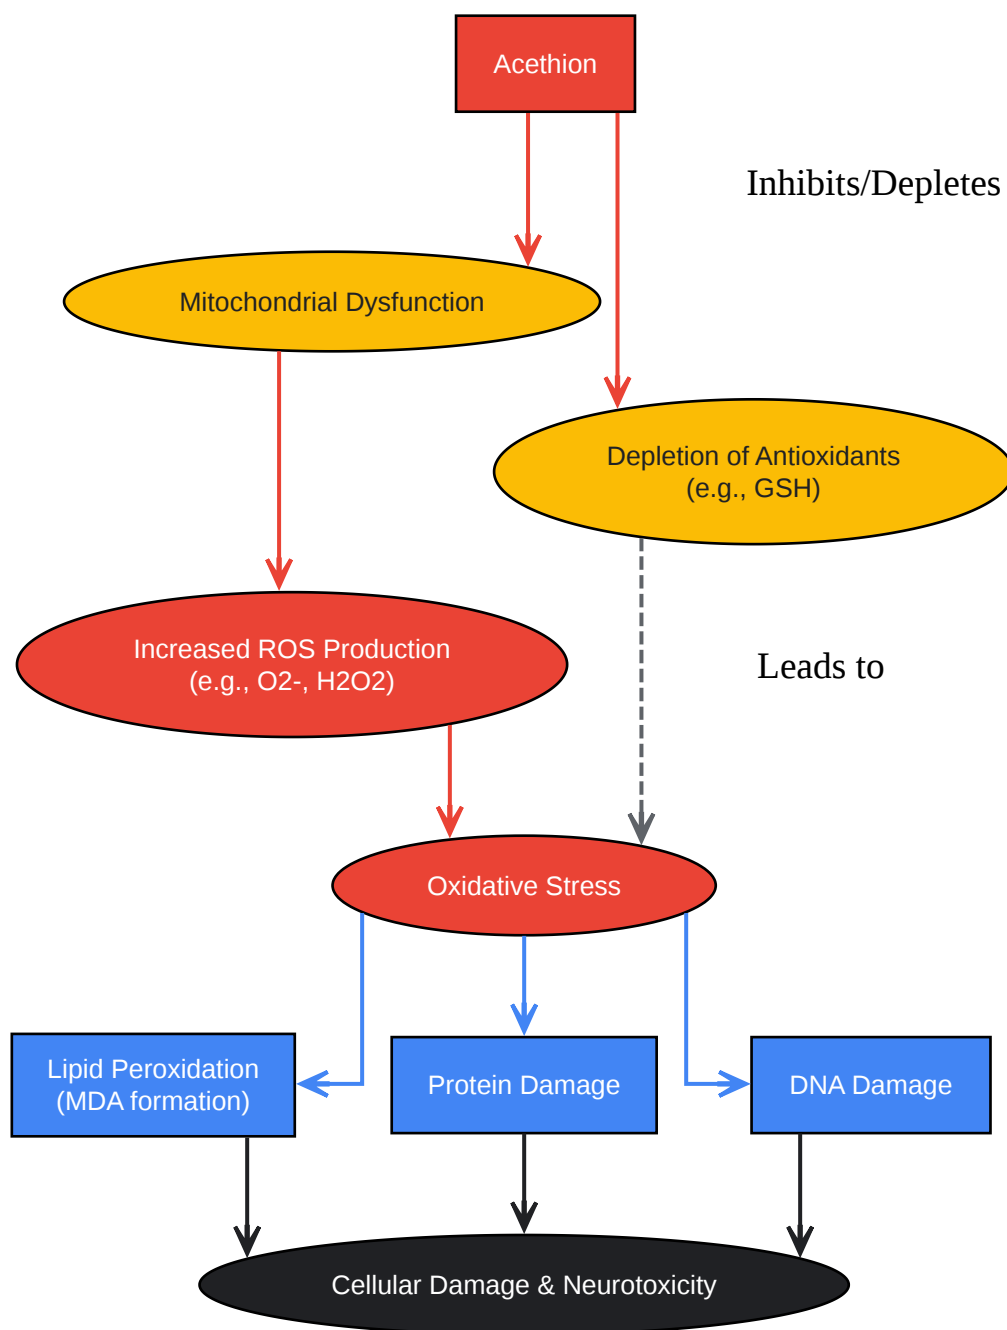 Acethion
Inhibits/Depletes
Mitochondrial Dysfunction
Depletion of Antioxidants
(e.g., GSH)
Increased ROS Production
(e.g., O2-, H2O2)
Leads to
Oxidative Stress
Lipid Peroxidation
(MDA formation)
Protein Damage
DNA Damage
Cellular Damage & Neurotoxicity